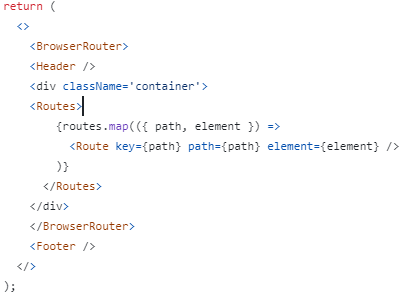 return (
  <>
    <BrowserRouter>
    <Header />
    <div className='container'>
    <Routes>
        {routes.map(({ path, element }) =>
          <Route key={path} path={path} element={element} />
        )}
      </Routes>
    </div>
    </BrowserRouter>
    <Footer />
  </>
);